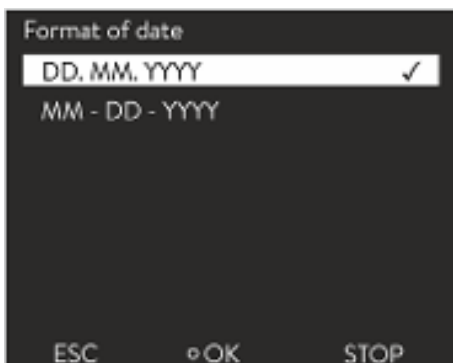 Format of date
DD. MM. YYYY ✓
MM - DD - YYYY
ESC OK STOP